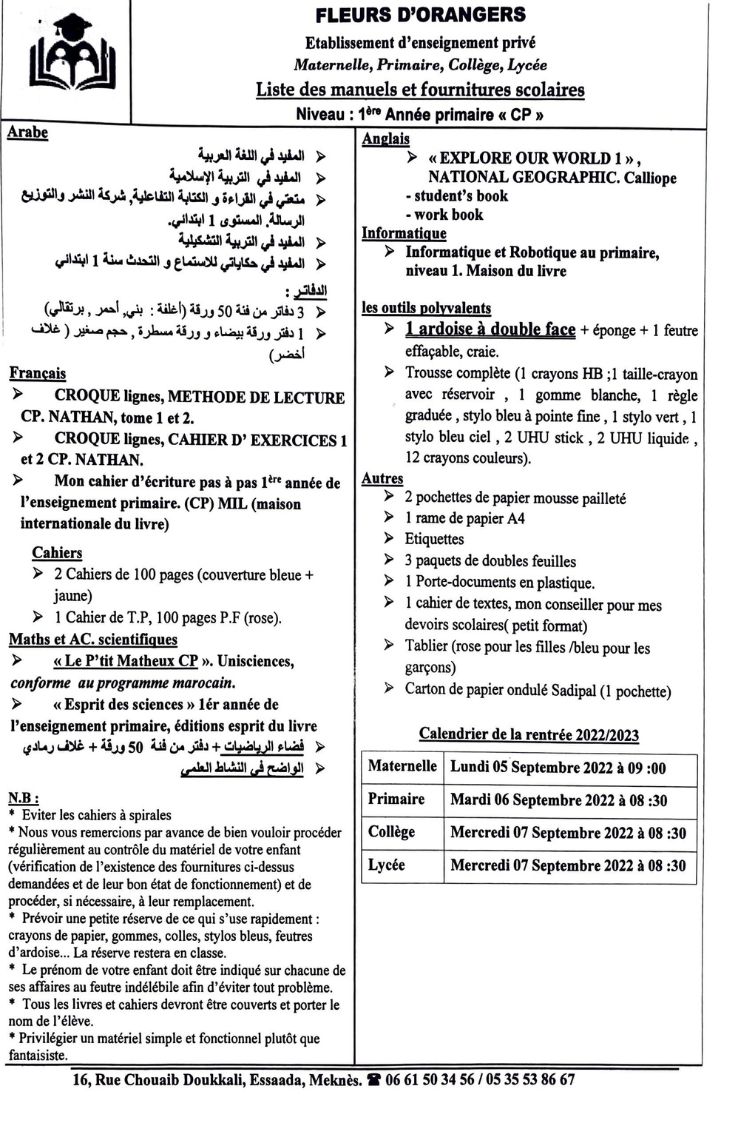 FLEURS D'ORANGERS
Etablissement d'enseignement privé
Maternelle, Primaire, Collège, Lycée
Liste des manuels et fournitures scolaires
Niveau : 1ère Année primaire « CP »
Arabe
➢ المفيد في اللغة العربية
➢ المفيد في التربية الإسلامية
➢ متعتي في القراءة و الكتابة التفاعلية, شركة النشر والتوزيع
الرسالة, المستوى 1 ابتدائي.
➢ المفيد في التربية التشكيلية
➢ المفيد في حكاياتي للاستماع و التحدث سنة 1 ابتدائي
الدفاتر :
➢ 3 دفاتر من فئة 50 ورقة (أغلفة : بني, أحمر , برتقالي)
➢ 1 دفتر ورقة بيضاء و ورقة مسطرة , حجم صغير ( غلاف
أخضر)
Français
➢ CROQUE lignes, METHODE DE LECTURE
CP. NATHAN, tome 1 et 2.
➢ CROQUE lignes, CAHIER D' EXERCICES 1
et 2 CP. NATHAN.
➢ Mon cahier d'écriture pas à pas 1ère année de
l'enseignement primaire. (CP) MIL (maison
internationale du livre)
Cahiers
➢ 2 Cahiers de 100 pages (couverture bleue +
jaune)
➢ 1 Cahier de T.P, 100 pages P.F (rose).
Maths et AC. scientifiques
➢ « Le P'tit Matheux CP ». Unisciences,
conforme au programme marocain.
➢ « Esprit des sciences » 1ér année de
l'enseignement primaire, éditions esprit du livre
➢ فضاء الرياضيات + دفتر من فئة 50 ورقة + غلاف رمادي
➢ الواضح في النشاط العلمي
N.B :
* Eviter les cahiers à spirales
* Nous vous remercions par avance de bien vouloir procéder
régulièrement au contrôle du matériel de votre enfant
(vérification de l'existence des fournitures ci-dessus
demandées et de leur bon état de fonctionnement) et de
procéder, si nécessaire, à leur remplacement.
* Prévoir une petite réserve de ce qui s'use rapidement :
crayons de papier, gommes, colles, stylos bleus, feutres
d'ardoise... La réserve restera en classe.
* Le prénom de votre enfant doit être indiqué sur chacune de
ses affaires au feutre indélébile afin d'éviter tout problème.
* Tous les livres et cahiers devront être couverts et porter le
nom de l'élève.
* Privilégier un matériel simple et fonctionnel plutôt que
fantaisiste.
Anglais
➢ « EXPLORE OUR WORLD 1 » ,
NATIONAL GEOGRAPHIC. Calliope
- student's book
- work book
Informatique
➢ Informatique et Robotique au primaire,
niveau 1. Maison du livre
les outils polyvalents
➢ 1 ardoise à double face + éponge + 1 feutre
effaçable, craie.
➢ Trousse complète (1 crayons HB ;1 taille-crayon
avec réservoir , 1 gomme blanche, 1 règle
graduée , stylo bleu à pointe fine , 1 stylo vert , 1
stylo bleu ciel , 2 UHU stick , 2 UHU liquide ,
12 crayons couleurs).
Autres
➢ 2 pochettes de papier mousse pailleté
➢ 1 rame de papier A4
➢ Etiquettes
➢ 3 paquets de doubles feuilles
➢ 1 Porte-documents en plastique.
➢ 1 cahier de textes, mon conseiller pour mes
devoirs scolaires( petit format)
➢ Tablier (rose pour les filles /bleu pour les
garçons)
➢ Carton de papier ondulé Sadipal (1 pochette)
Calendrier de la rentrée 2022/2023
Maternelle Lundi 05 Septembre 2022 à 09 :00
Primaire Mardi 06 Septembre 2022 à 08 :30
Collège Mercredi 07 Septembre 2022 à 08 :30
Lycée Mercredi 07 Septembre 2022 à 08 :30
16, Rue Chouaib Doukkali, Essaada, Meknès. ☎ 06 61 50 34 56 / 05 35 53 86 67